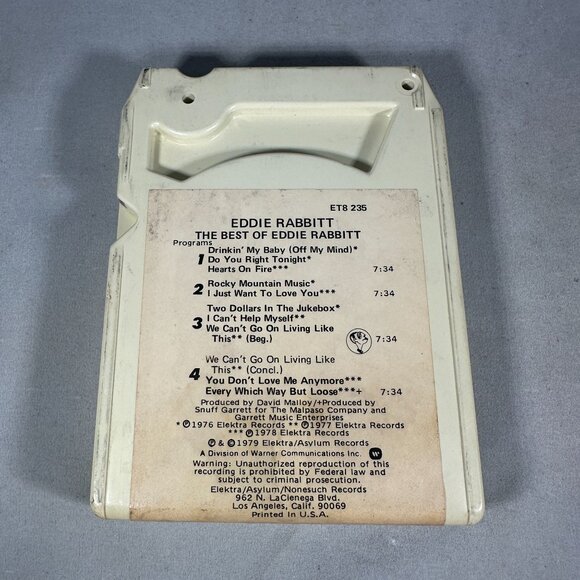 ET8 235
EDDIE RABBITT
THE BEST OF EDDIE RABBITT
Programs
1 Drinkin' My Baby (Off My Mind)*
Do You Right Tonight*
Hearts On Fire*** 7:34
2 Rocky Mountain Music*
I Just Want To Love You*** 7:34
3 Two Dollars In The Jukebox*
I Can't Help Myself**
We Can't Go On Living Like
This** (Beg.) 7:34
4 We Can't Go On Living Like
This** (Concl.)
You Don't Love Me Anymore***
Every Which Way But Loose***+ 7:34
Produced by David Malloy/+Produced by
Snuff Garrett for The Malpaso Company and
Garrett Music Enterprises
*℗1976 Elektra Records **℗1977 Elektra Records
***℗1978 Elektra Records
℗ & ©1979 Elektra/Asylum Records
A Division of Warner Communications Inc.
Warning: Unauthorized reproduction of this
recording is prohibited by Federal law and
subject to criminal prosecution.
Elektra/Asylum/Nonesuch Records
962 N. LaCienega Blvd.
Los Angeles, Calif. 90069
Printed in U.S.A.